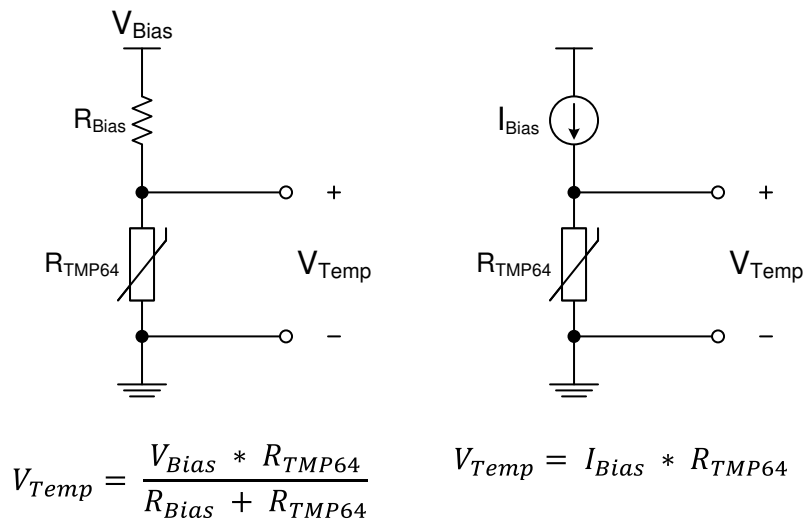 V_Bias
R_Bias
I_Bias
+
+
R_TMP64
V_Temp
R_TMP64
V_Temp
−
−
V_Temp = (V_Bias * R_TMP64) / (R_Bias + R_TMP64)
V_Temp = I_Bias * R_TMP64